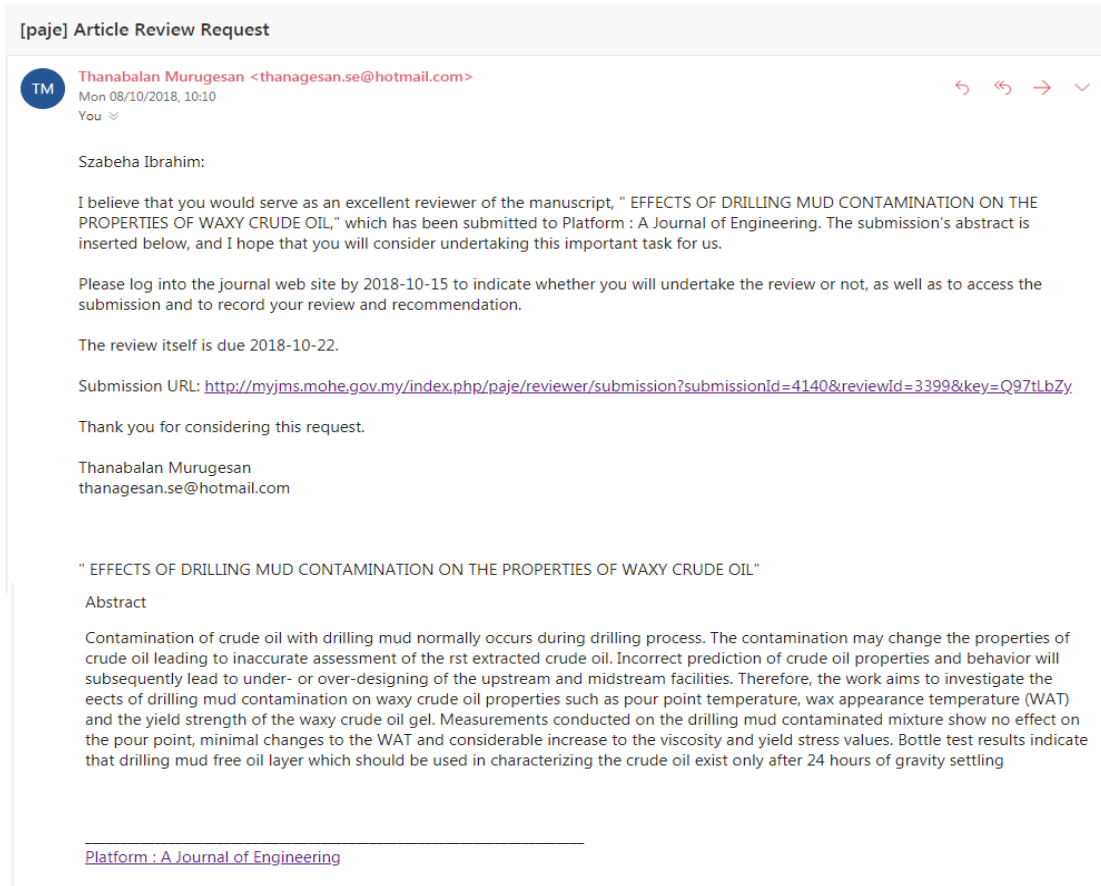 [paje] Article Review Request
TM
Thanabalan Murugesan <thanagesan.se@hotmail.com>
Mon 08/10/2018, 10:10
You
Szabeha Ibrahim:
I believe that you would serve as an excellent reviewer of the manuscript, " EFFECTS OF DRILLING MUD CONTAMINATION ON THE
PROPERTIES OF WAXY CRUDE OIL," which has been submitted to Platform : A Journal of Engineering. The submission's abstract is
inserted below, and I hope that you will consider undertaking this important task for us.
Please log into the journal web site by 2018-10-15 to indicate whether you will undertake the review or not, as well as to access the
submission and to record your review and recommendation.
The review itself is due 2018-10-22.
Submission URL: http://myjms.mohe.gov.my/index.php/paje/reviewer/submission?submissionId=4140&reviewId=3399&key=Q97tLbZy
Thank you for considering this request.
Thanabalan Murugesan
thanagesan.se@hotmail.com
" EFFECTS OF DRILLING MUD CONTAMINATION ON THE PROPERTIES OF WAXY CRUDE OIL"
Abstract
Contamination of crude oil with drilling mud normally occurs during drilling process. The contamination may change the properties of
crude oil leading to inaccurate assessment of the rst extracted crude oil. Incorrect prediction of crude oil properties and behavior will
subsequently lead to under- or over-designing of the upstream and midstream facilities. Therefore, the work aims to investigate the
eects of drilling mud contamination on waxy crude oil properties such as pour point temperature, wax appearance temperature (WAT)
and the yield strength of the waxy crude oil gel. Measurements conducted on the drilling mud contaminated mixture show no effect on
the pour point, minimal changes to the WAT and considerable increase to the viscosity and yield stress values. Bottle test results indicate
that drilling mud free oil layer which should be used in characterizing the crude oil exist only after 24 hours of gravity settling
Platform : A Journal of Engineering